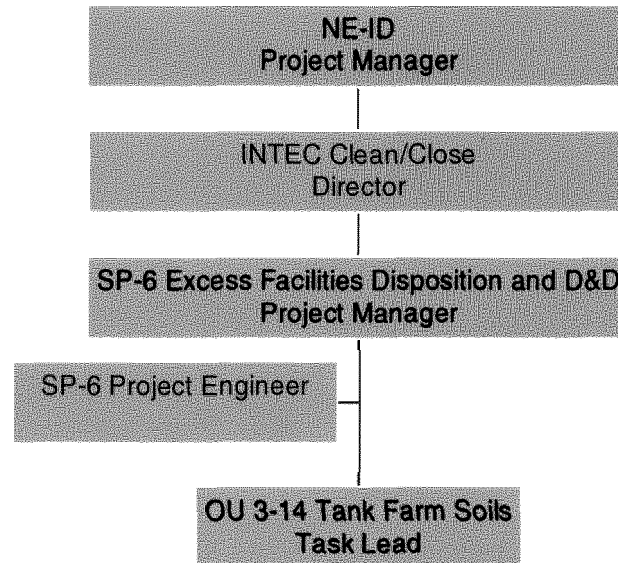 NE-ID
Project Manager
INTEC Clean/Close
Director
SP-6 Excess Facilities Disposition and D&D
Project Manager
SP-6 Project Engineer
OU 3-14 Tank Farm Soils
Task Lead